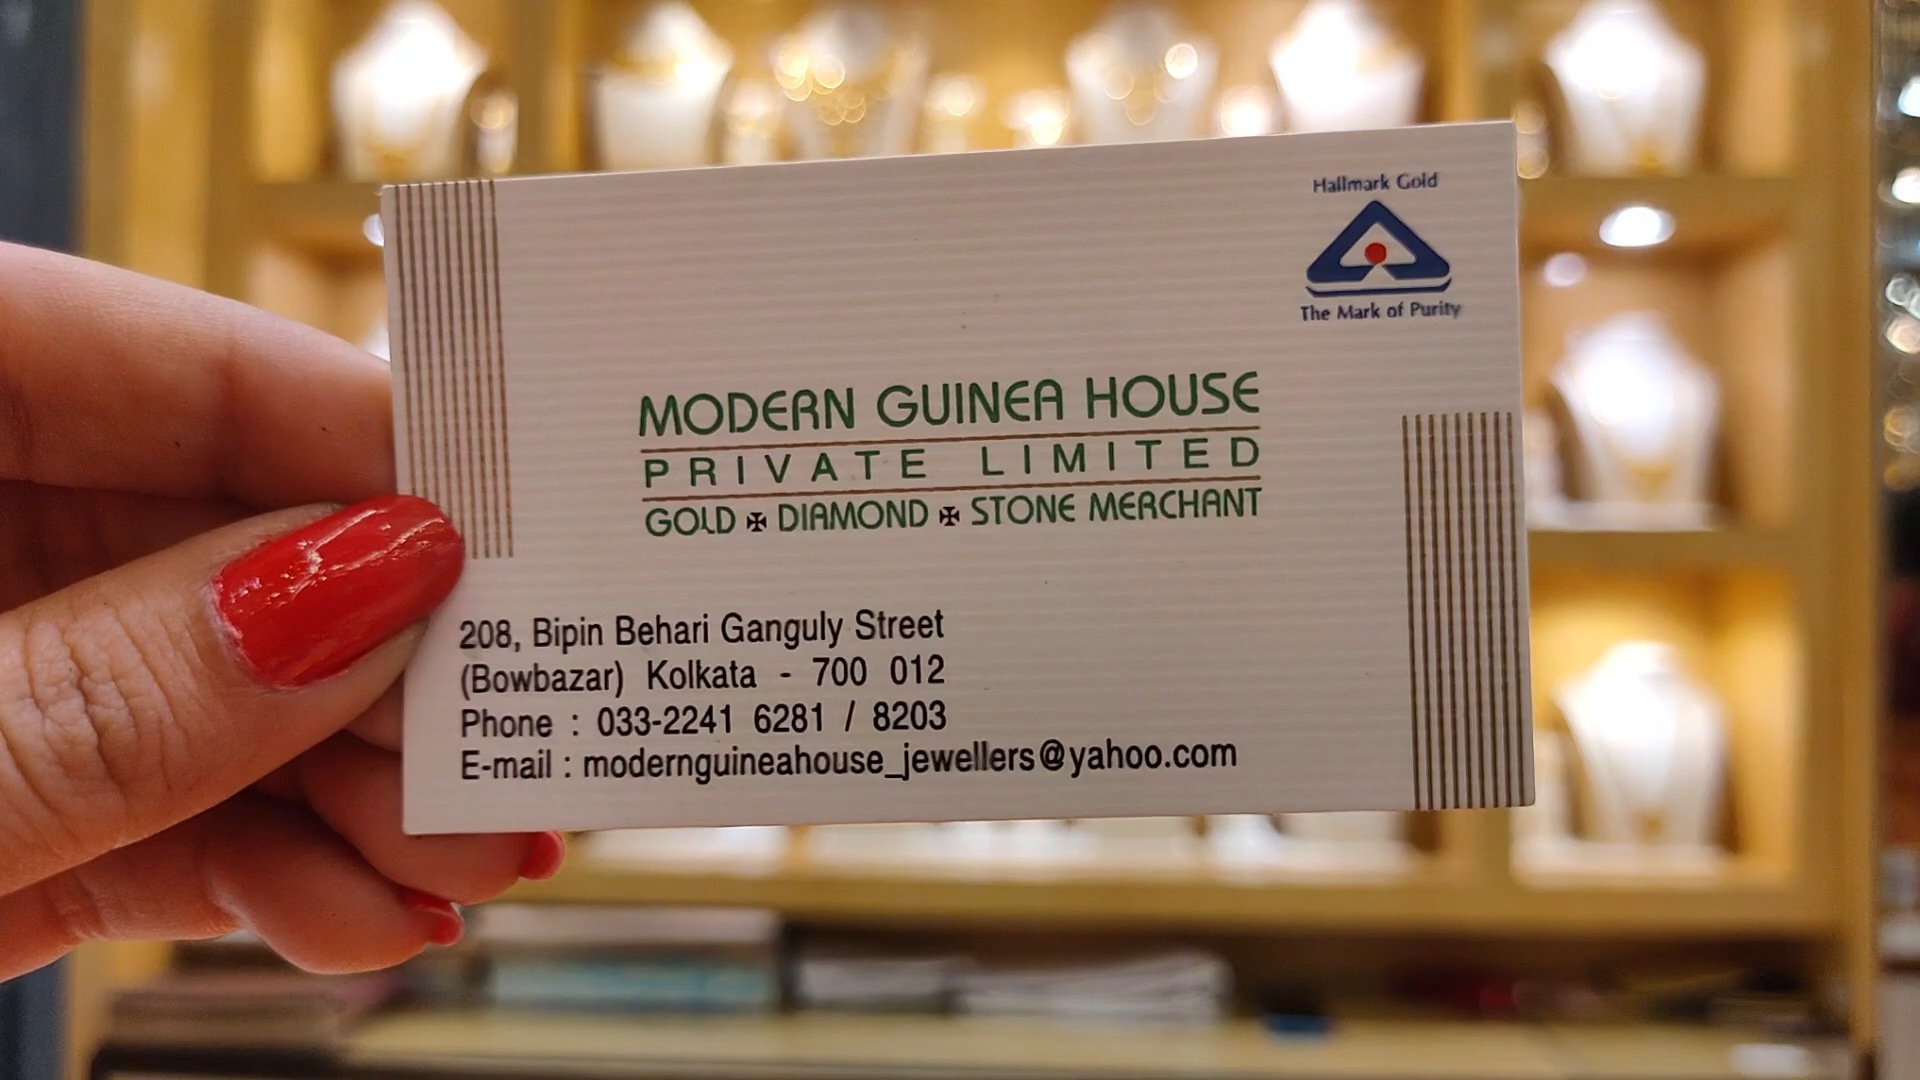 Hallmark Gold
The Mark of Purity
MODERN GUINEA HOUSE
PRIVATE LIMITED
GOLD ✠ DIAMOND ✠ STONE MERCHANT
208, Bipin Behari Ganguly Street
(Bowbazar) Kolkata - 700 012
Phone : 033-2241 6281 / 8203
E-mail : modernguineahouse_jewellers@yahoo.com